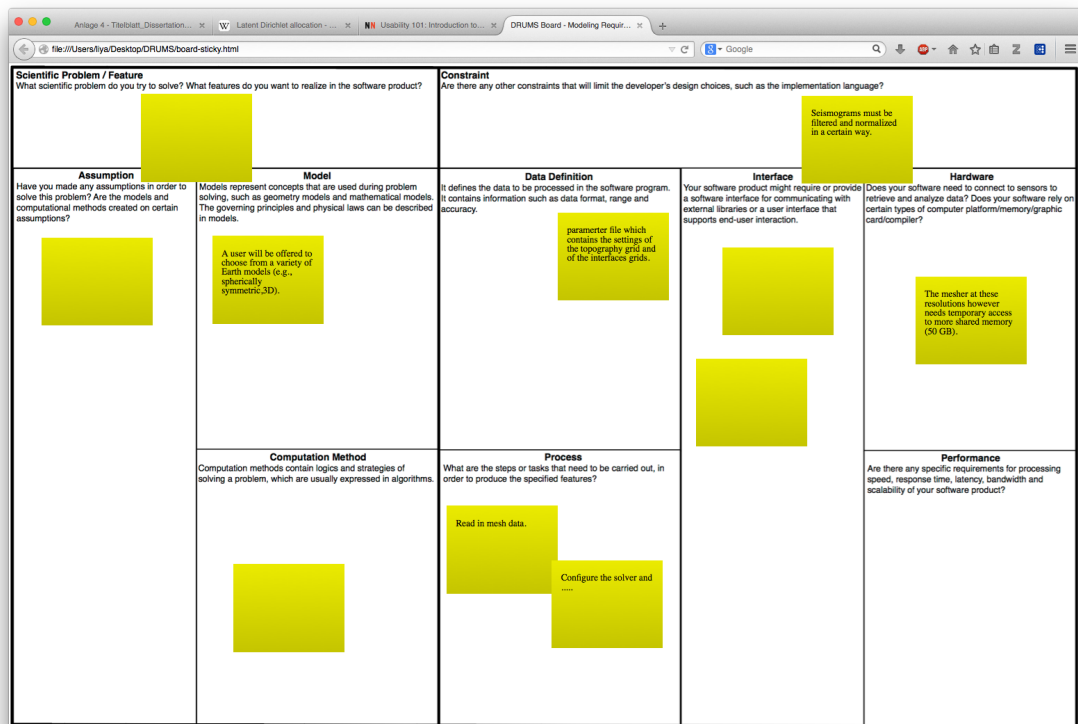 Anlage 4 - Titelblatt_Dissertation...
Latent Dirichlet allocation - ...
NN Usability 101: Introduction to...
DRUMS Board - Modeling Requir...
file:///Users/liya/Desktop/DRUMS/board-sticky.html
Google
ABP
Scientific Problem / Feature
What scientific problem do you try to solve? What features do you want to realize in the software product?
Constraint
Are there any other constraints that will limit the developer's design choices, such as the implementation language?
Seismograms must be
filtered and normalized
in a certain way.
Assumption
Have you made any assumptions in order to
solve this problem? Are the models and
computational methods created on certain
assumptions?
Model
Models represent concepts that are used during problem
solving, such as geometry models and mathematical models.
The governing principles and physical laws can be described
in models.
A user will be offered to
choose from a variety of
Earth models (e.g.,
spherically
symmetric,3D).
Data Definition
It defines the data to be processed in the software program.
It contains information such as data format, range and
accuracy.
paramerter file which
contains the settings of
the topography grid and
of the interfaces grids.
Interface
Your software product might require or provide
a software interface for communicating with
external libraries or a user interface that
supports end-user interaction.
Hardware
Does your software need to connect to sensors to
retrieve and analyze data? Does your software rely on
certain types of computer platform/memory/graphic
card/compiler?
The mesher at these
resolutions however
needs temporary access
to more shared memory
(50 GB).
Computation Method
Computation methods contain logics and strategies of
solving a problem, which are usually expressed in algorithms.
Process
What are the steps or tasks that need to be carried out, in
order to produce the specified features?
Read in mesh data.
Configure the solver and
.....
Performance
Are there any specific requirements for processing
speed, response time, latency, bandwidth and
scalability of your software product?